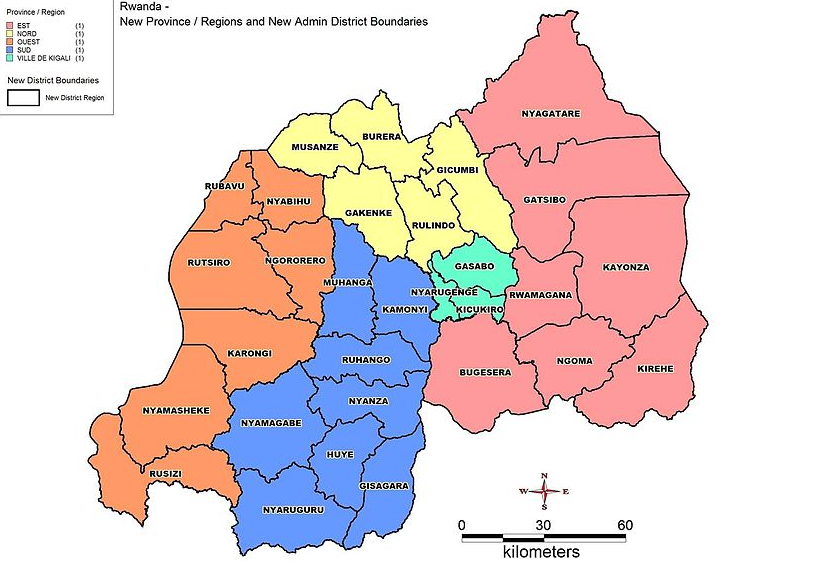 Rwanda -
New Province / Regions and New Admin District Boundaries
Province / Region
EST (1)
NORD (1)
OUEST (1)
SUD (1)
VILLE DE KIGALI (1)
New District Boundaries
New District Region
NYAGATARE
BURERA
MUSANZE
GICUMBI
RUBAVU
NYABIHU
GATSIBO
GAKENKE
RULINDO
RUTSIRO
NGORORERO
GASABO
KAYONZA
MUHANGA
NYARUGENGE
RWAMAGANA
KAMONYI
KICUKIRO
KARONGI
RUHANGO
NGOMA
BUGESERA
KIREHE
NYAMASHEKE
NYANZA
NYAMAGABE
HUYE
RUSIZI
GISAGARA
NYARUGURU
N
W E
S
0 30 60
kilometers